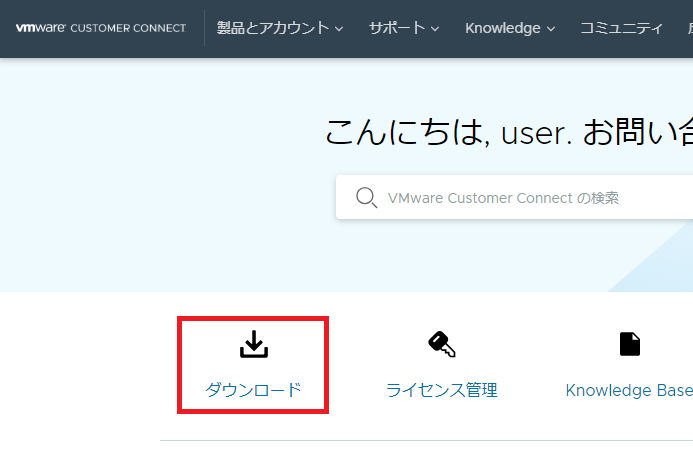 vmware® CUSTOMER CONNECT 製品とアカウント サポート Knowledge コミュニティ
こんにちは, user. お問い合
VMware Customer Connect の検索
ダウンロード ライセンス管理 Knowledge Base